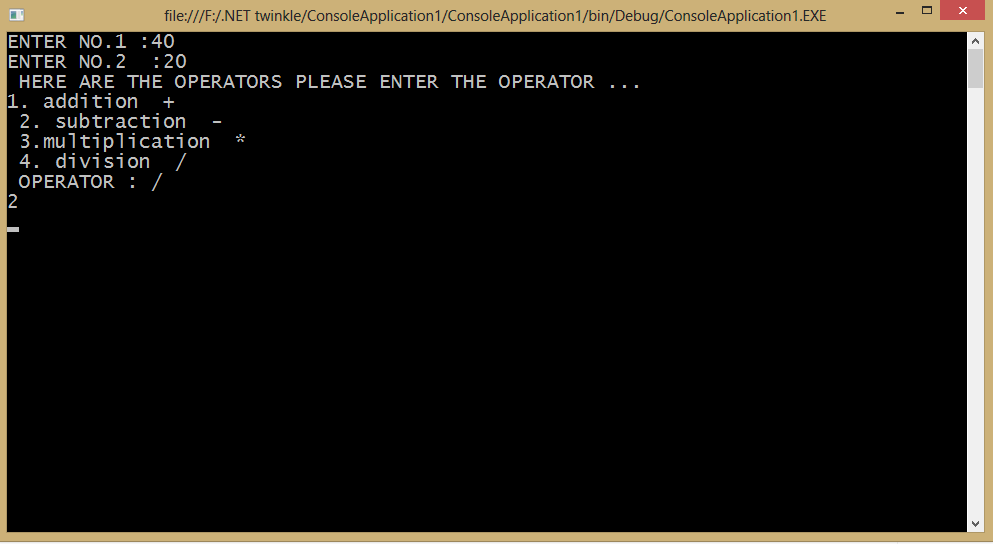 file:///F:/.NET twinkle/ConsoleApplication1/ConsoleApplication1/bin/Debug/ConsoleApplication1.EXE
ENTER NO.1 :40
ENTER NO.2  :20
 HERE ARE THE OPERATORS PLEASE ENTER THE OPERATOR ...
1. addition  +
 2. subtraction  -
 3.multiplication  *
 4. division  /
 OPERATOR : /
2